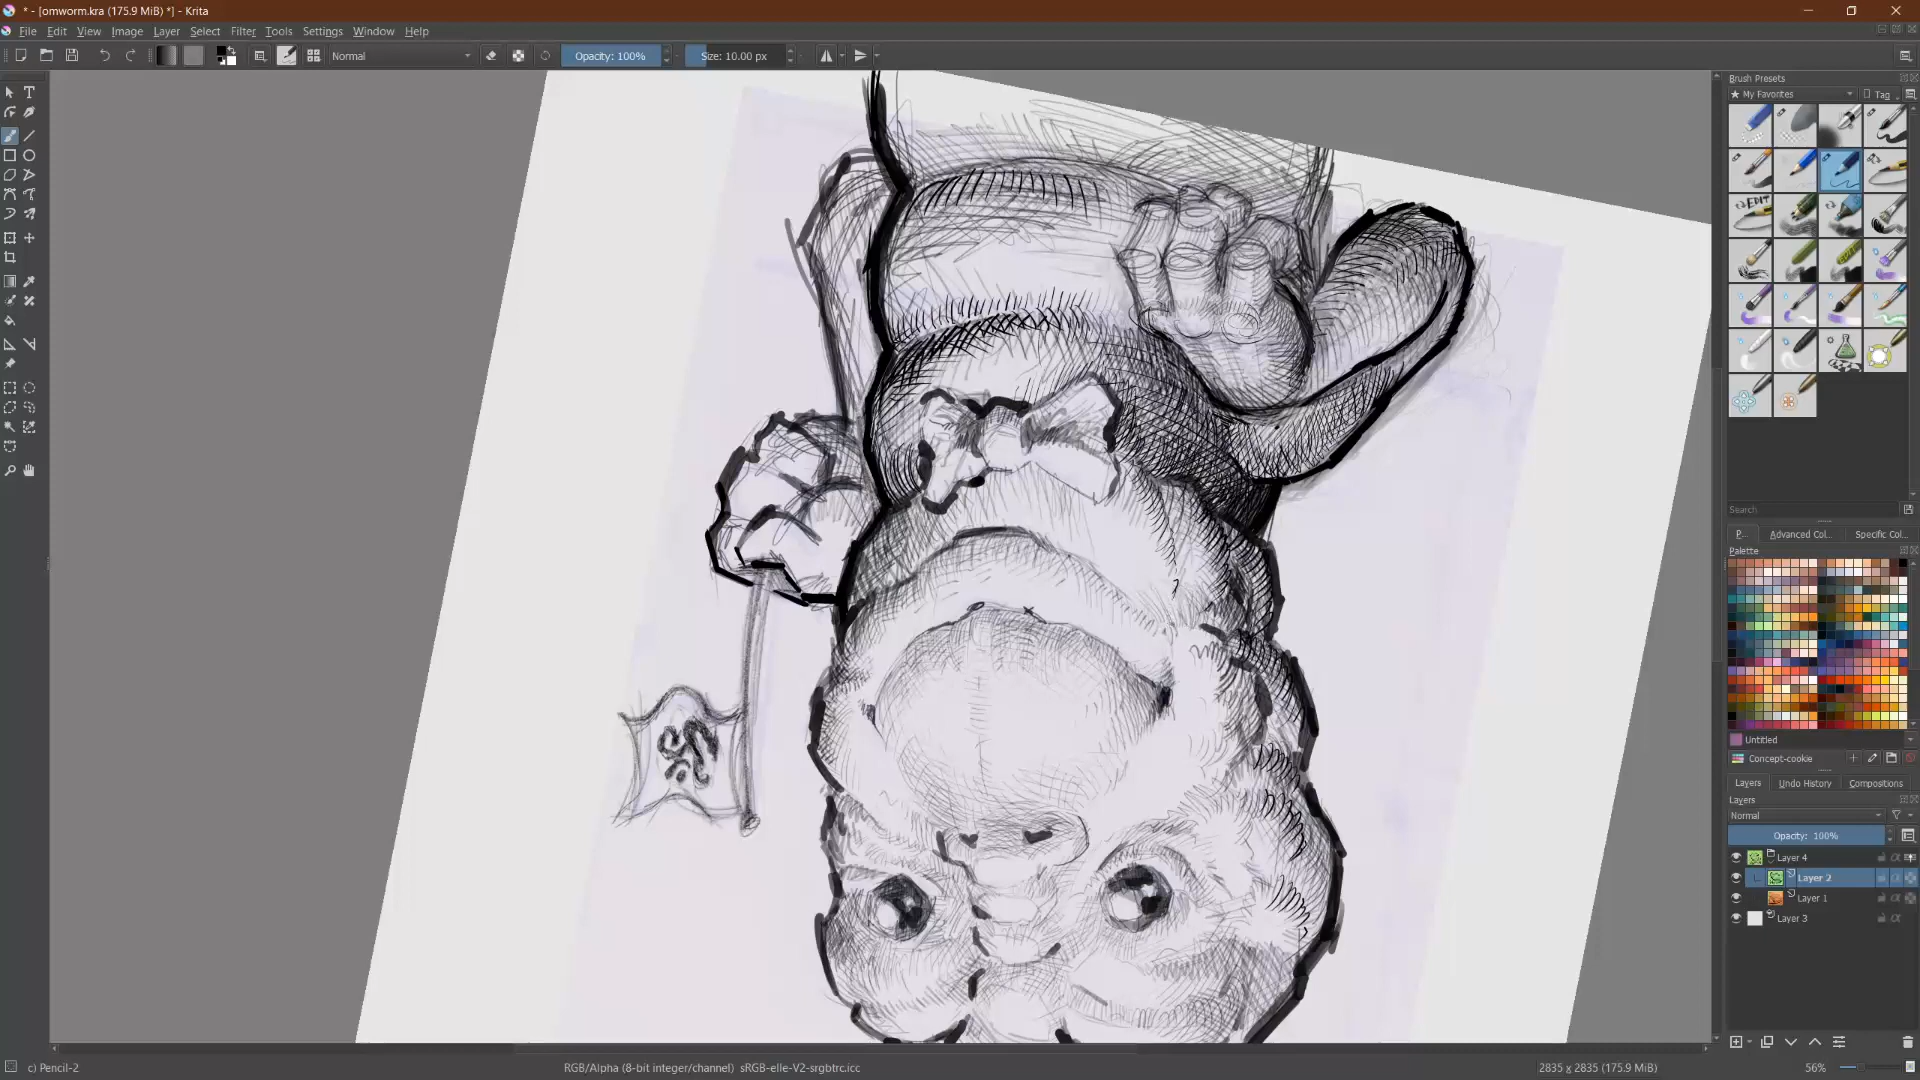 * - [omworm.kra (175.9 MiB) *] - Krita
File Edit View Image Layer Select Filter Tools Settings Window Help
Normal
Opacity: 100%
Size: 10.00 px
Brush Presets
★ My Favorites
Tag
EDIT
Search
P...
Advanced Col...
Specific Col...
Palette
Untitled
Concept-cookie
Layers
Undo History
Compositions
Layers
Normal
Opacity: 100%
Layer 4
Layer 2
Layer 1
Layer 3
c) Pencil-2
RGB/Alpha (8-bit integer/channel) sRGB-elle-V2-srgbtrc.icc
2835 x 2835 (175.9 MiB)
56%